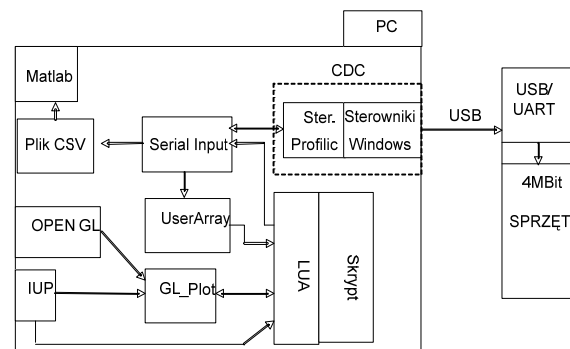 PC
CDC
Matlab
Plik CSV
Serial Input
Ster.
Profilic
Sterowniki
Windows
USB
USB/
UART
4MBit
SPRZĘT
UserArray
OPEN GL
IUP
GL_Plot
LUA
Skrypt